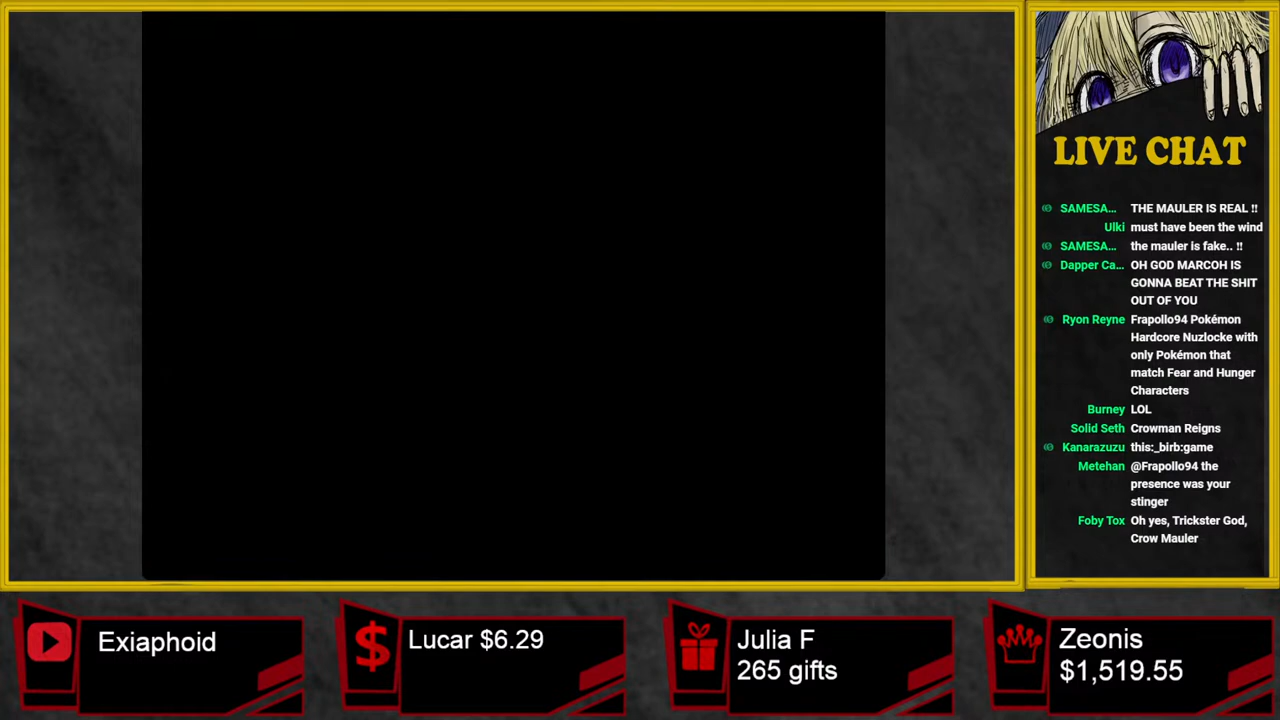 LIVE CHAT
SAMESA... THE MAULER IS REAL !!
Ulki must have been the wind
SAMESA... the mauler is fake.. !!
Dapper Ca... OH GOD MARCOH IS
GONNA BEAT THE SHIT
OUT OF YOU
Ryon Reyne Frapollo94 Pokémon
Hardcore Nuzlocke with
only Pokémon that
match Fear and Hunger
Characters
Burney LOL
Solid Seth Crowman Reigns
Kanarazuzu this:_birb:game
Metehan @Frapollo94 the
presence was your
stinger
Foby Tox Oh yes, Trickster God,
Crow Mauler
Exiaphoid
$ Lucar $6.29
Julia F
265 gifts
Zeonis
$1,519.55